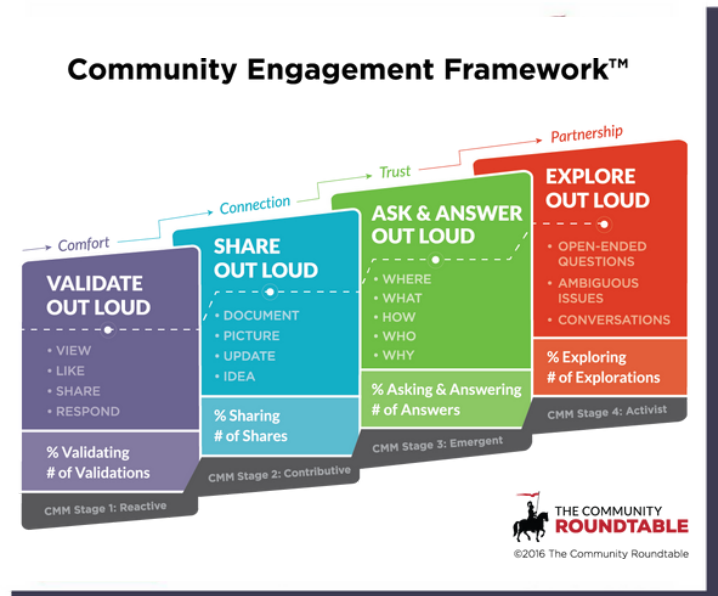 Community Engagement Framework™
Comfort
VALIDATE
OUT LOUD
• VIEW
• LIKE
• SHARE
• RESPOND
% Validating
# of Validations
CMM Stage 1: Reactive
Connection
SHARE
OUT LOUD
• DOCUMENT
• PICTURE
• UPDATE
• IDEA
% Sharing
# of Shares
CMM Stage 2: Contributive
Trust
ASK & ANSWER
OUT LOUD
• WHERE
• WHAT
• HOW
• WHO
• WHY
% Asking & Answering
# of Answers
CMM Stage 3: Emergent
Partnership
EXPLORE
OUT LOUD
• OPEN-ENDED
QUESTIONS
• AMBIGUOUS
ISSUES
• CONVERSATIONS
% Exploring
# of Explorations
CMM Stage 4: Activist
THE COMMUNITY
ROUNDTABLE
©2016 The Community Roundtable